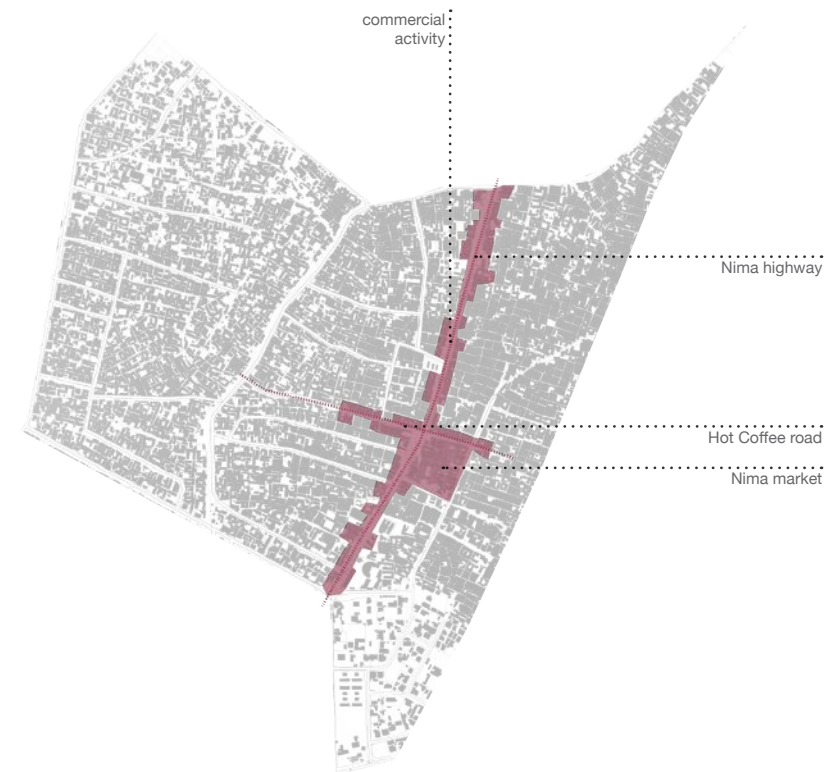 commercial
activity
Nima highway
Hot Coffee road
Nima market